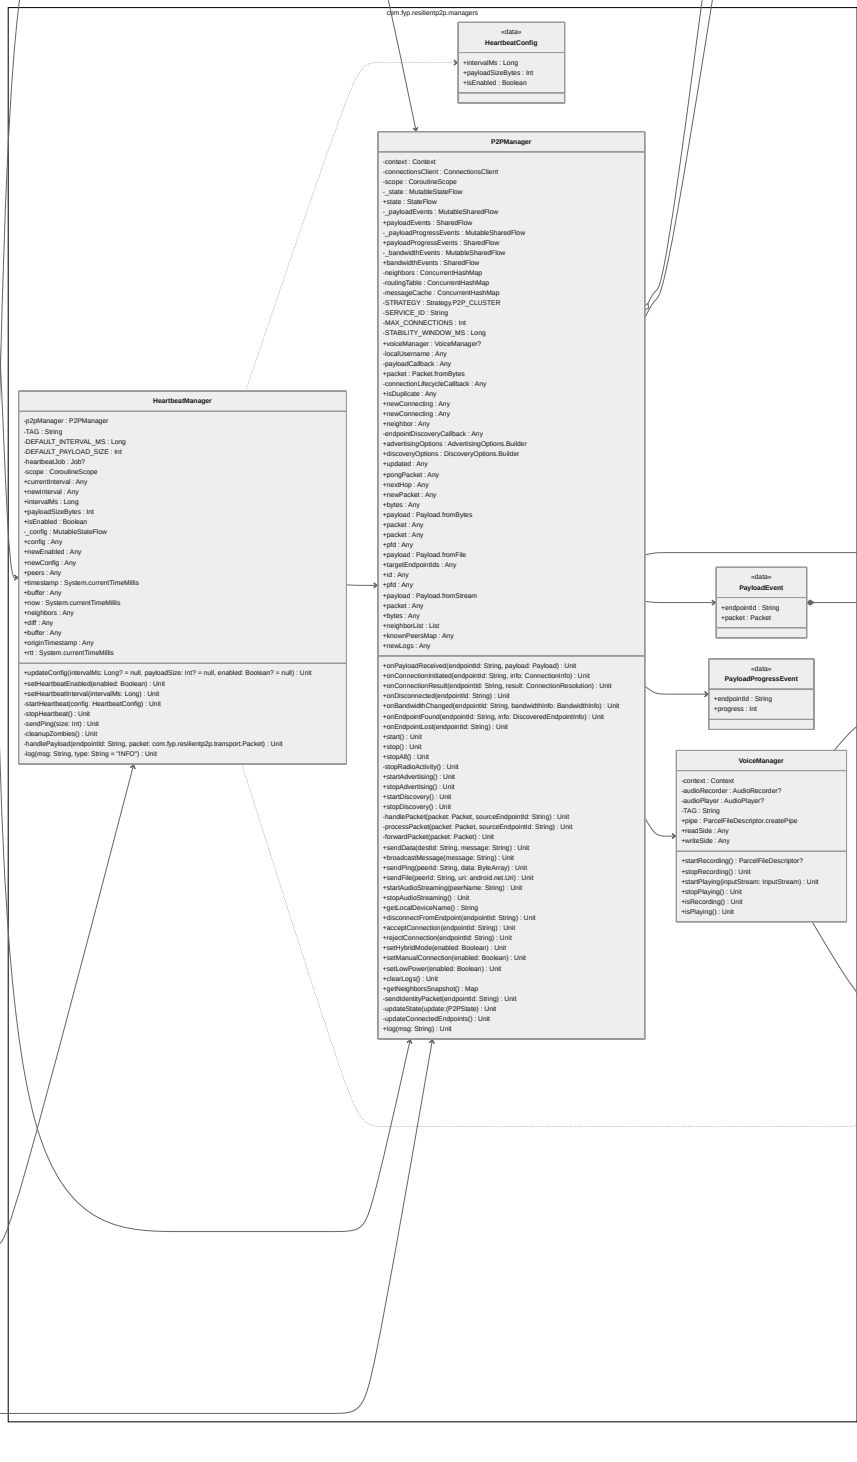 com.fyp.resilientp2p.managers
«data»
HeartbeatConfig
+intervalMs : Long
+payloadSizeBytes : Int
+isEnabled : Boolean
P2PManager
-context : Context
-connectionsClient : ConnectionsClient
-scope : CoroutineScope
-_state : MutableStateFlow
+state : StateFlow
-_payloadEvents : MutableSharedFlow
+payloadEvents : SharedFlow
-_payloadProgressEvents : MutableSharedFlow
+payloadProgressEvents : SharedFlow
-_bandwidthEvents : MutableSharedFlow
+bandwidthEvents : SharedFlow
-neighbors : ConcurrentHashMap
-routingTable : ConcurrentHashMap
-messageCache : ConcurrentHashMap
-STRATEGY : Strategy.P2P_CLUSTER
-SERVICE_ID : String
-MAX_CONNECTIONS : Int
-STABILITY_WINDOW_MS : Long
+voiceManager : VoiceManager?
-localUsername : Any
-payloadCallback : Any
+packet : Packet.fromBytes
-connectionLifecycleCallback : Any
+isDuplicate : Any
+newConnecting : Any
+newConnecting : Any
+neighbor : Any
-endpointDiscoveryCallback : Any
+advertisingOptions : AdvertisingOptions.Builder
+discoveryOptions : DiscoveryOptions.Builder
+updated : Any
+pongPacket : Any
+nextHop : Any
+newPacket : Any
+bytes : Any
+payload : Payload.fromBytes
+packet : Any
+packet : Any
+pfd : Any
+payload : Payload.fromFile
+targetEndpointIds : Any
+id : Any
+pfd : Any
+payload : Payload.fromStream
+packet : Any
+bytes : Any
+neighborList : List
+knownPeersMap : Any
+newLogs : Any
+onPayloadReceived(endpointId: String, payload: Payload) : Unit
+onConnectionInitiated(endpointId: String, info: ConnectionInfo) : Unit
+onConnectionResult(endpointId: String, result: ConnectionResolution) : Unit
+onDisconnected(endpointId: String) : Unit
+onBandwidthChanged(endpointId: String, bandwidthInfo: BandwidthInfo) : Unit
+onEndpointFound(endpointId: String, info: DiscoveredEndpointInfo) : Unit
+onEndpointLost(endpointId: String) : Unit
+start() : Unit
+stop() : Unit
+stopAll() : Unit
-stopRadioActivity() : Unit
+startAdvertising() : Unit
+stopAdvertising() : Unit
+startDiscovery() : Unit
+stopDiscovery() : Unit
-handlePacket(packet: Packet, sourceEndpointId: String) : Unit
-processPacket(packet: Packet, sourceEndpointId: String) : Unit
-forwardPacket(packet: Packet) : Unit
+sendData(destId: String, message: String) : Unit
+broadcastMessage(message: String) : Unit
+sendPing(peerId: String, data: ByteArray) : Unit
+sendFile(peerId: String, uri: android.net.Uri) : Unit
+startAudioStreaming(peerName: String) : Unit
+stopAudioStreaming() : Unit
+getLocalDeviceName() : String
+disconnectFromEndpoint(endpointId: String) : Unit
+acceptConnection(endpointId: String) : Unit
+rejectConnection(endpointId: String) : Unit
+setHybridMode(enabled: Boolean) : Unit
+setManualConnection(enabled: Boolean) : Unit
+setLowPower(enabled: Boolean) : Unit
+clearLogs() : Unit
+getNeighborsSnapshot() : Map
-sendIdentityPacket(endpointId: String) : Unit
-updateState(update:(P2PState) : Unit
-updateConnectedEndpoints() : Unit
+log(msg: String) : Unit
HeartbeatManager
-p2pManager : P2PManager
-TAG : String
-DEFAULT_INTERVAL_MS : Long
-DEFAULT_PAYLOAD_SIZE : Int
-heartbeatJob : Job?
-scope : CoroutineScope
+currentInterval : Any
+newInterval : Any
+intervalMs : Long
+payloadSizeBytes : Int
+isEnabled : Boolean
-_config : MutableStateFlow
+config : Any
+newEnabled : Any
+newConfig : Any
+peers : Any
+timestamp : System.currentTimeMillis
+buffer : Any
+now : System.currentTimeMillis
+neighbors : Any
+diff : Any
+buffer : Any
+originTimestamp : Any
+rtt : System.currentTimeMillis
+updateConfig(intervalMs: Long? = null, payloadSize: Int? = null, enabled: Boolean? = null) : Unit
+setHeartbeatEnabled(enabled: Boolean) : Unit
+setHeartbeatInterval(intervalMs: Long) : Unit
-startHeartbeat(config: HeartbeatConfig) : Unit
-stopHeartbeat() : Unit
-sendPing(size: Int) : Unit
-cleanupZombies() : Unit
-handlePayload(endpointId: String, packet: com.fyp.resilientp2p.transport.Packet) : Unit
-log(msg: String, type: String = "INFO") : Unit
«data»
PayloadEvent
+endpointId : String
+packet : Packet
«data»
PayloadProgressEvent
+endpointId : String
+progress : Int
VoiceManager
-context : Context
-audioRecorder : AudioRecorder?
-audioPlayer : AudioPlayer?
-TAG : String
+pipe : ParcelFileDescriptor.createPipe
+readSide : Any
+writeSide : Any
+startRecording() : ParcelFileDescriptor?
+stopRecording() : Unit
+startPlaying(inputStream: InputStream) : Unit
+stopPlaying() : Unit
+isRecording() : Unit
+isPlaying() : Unit